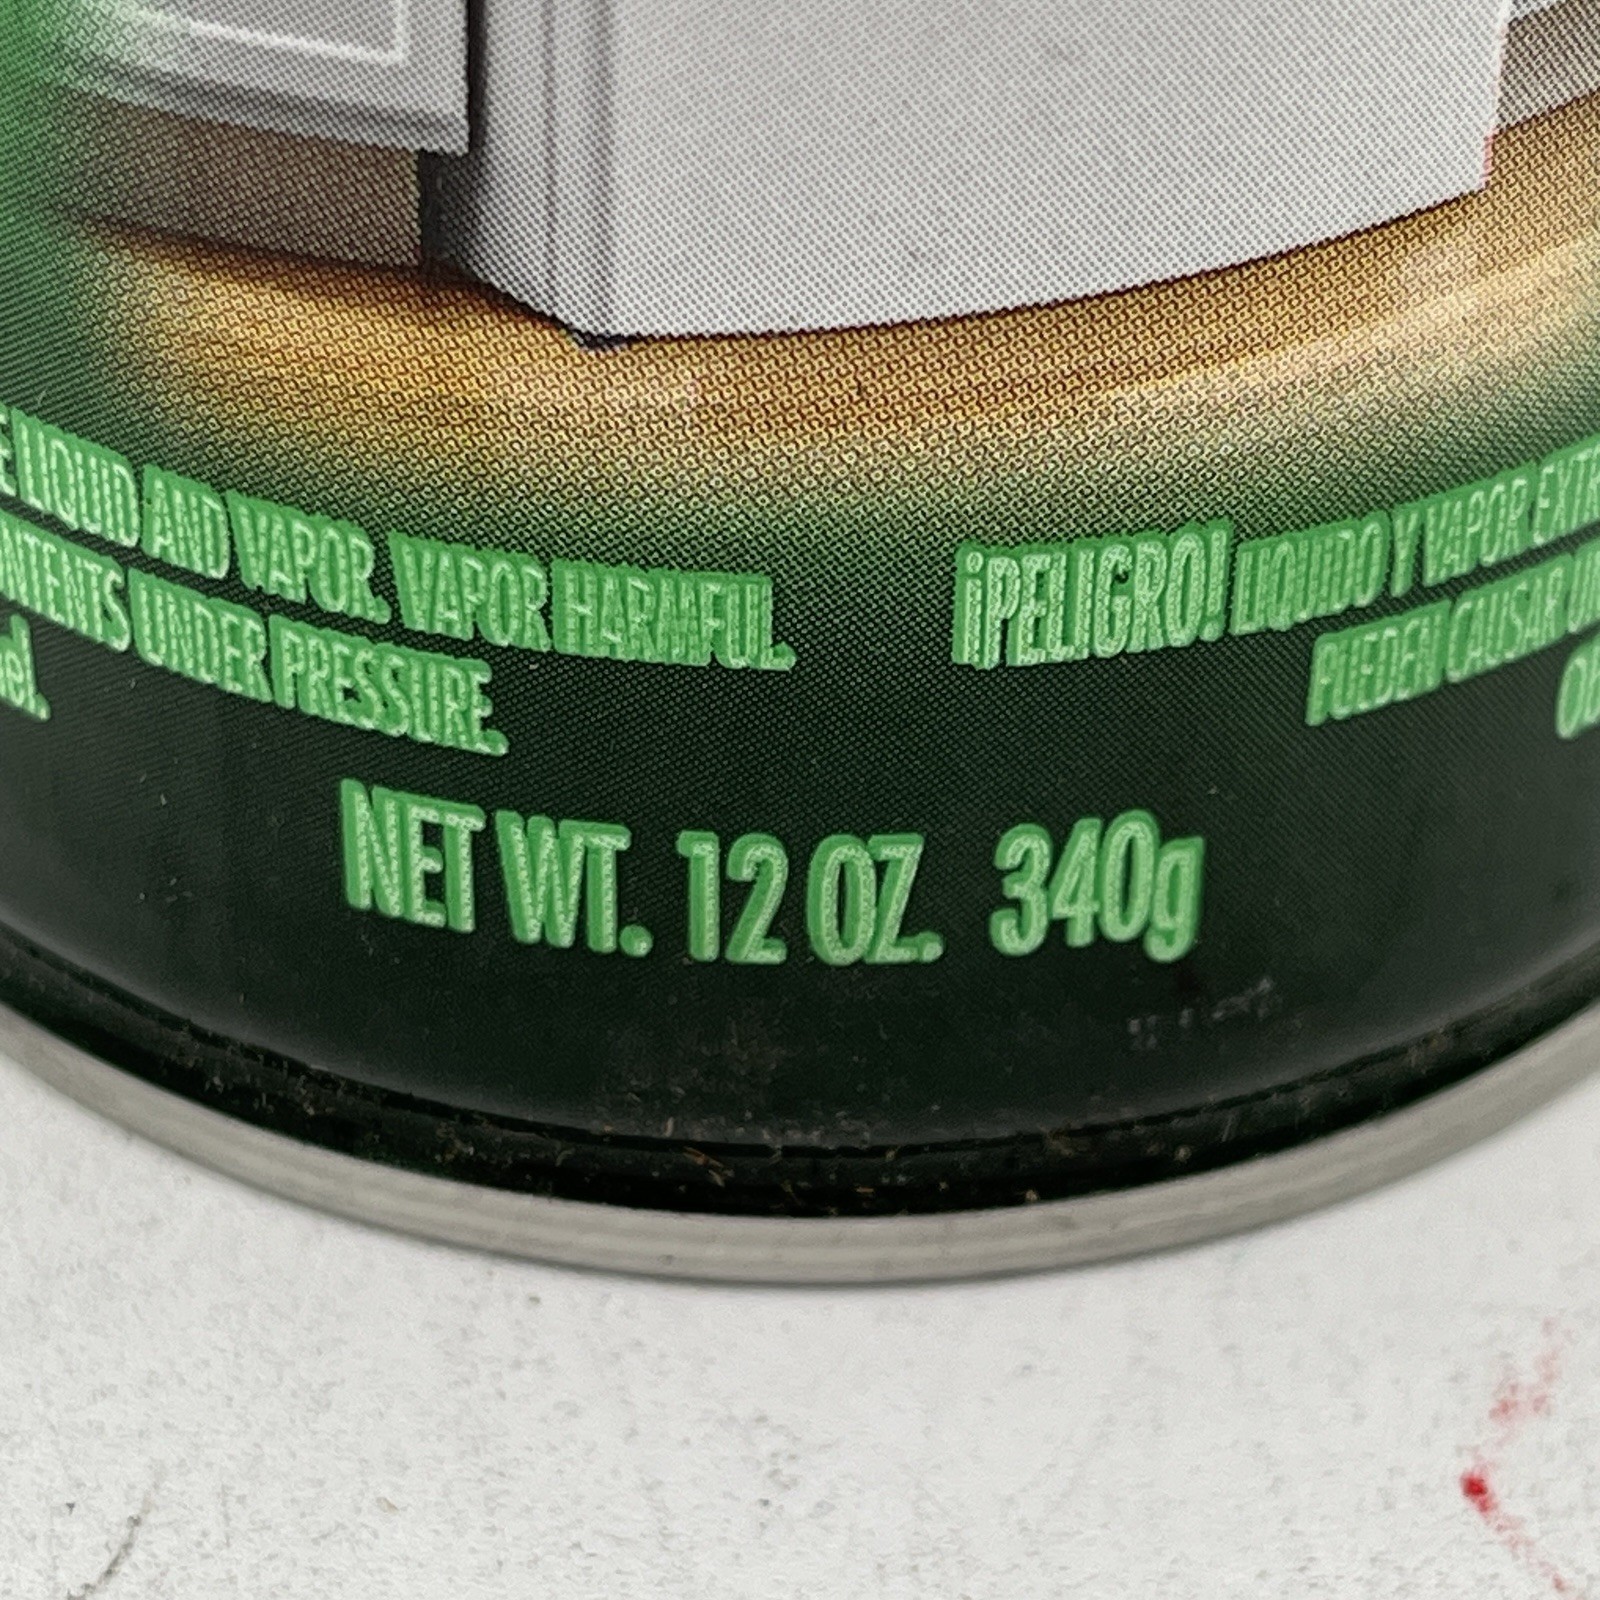 LIQUID AND VAPOR. VAPOR HARMFUL.
CONTENTS UNDER PRESSURE.
¡PELIGRO! LIQUIDO Y VAPOR
PUEDEN CAUSAR
NET WT. 12 OZ. 340g